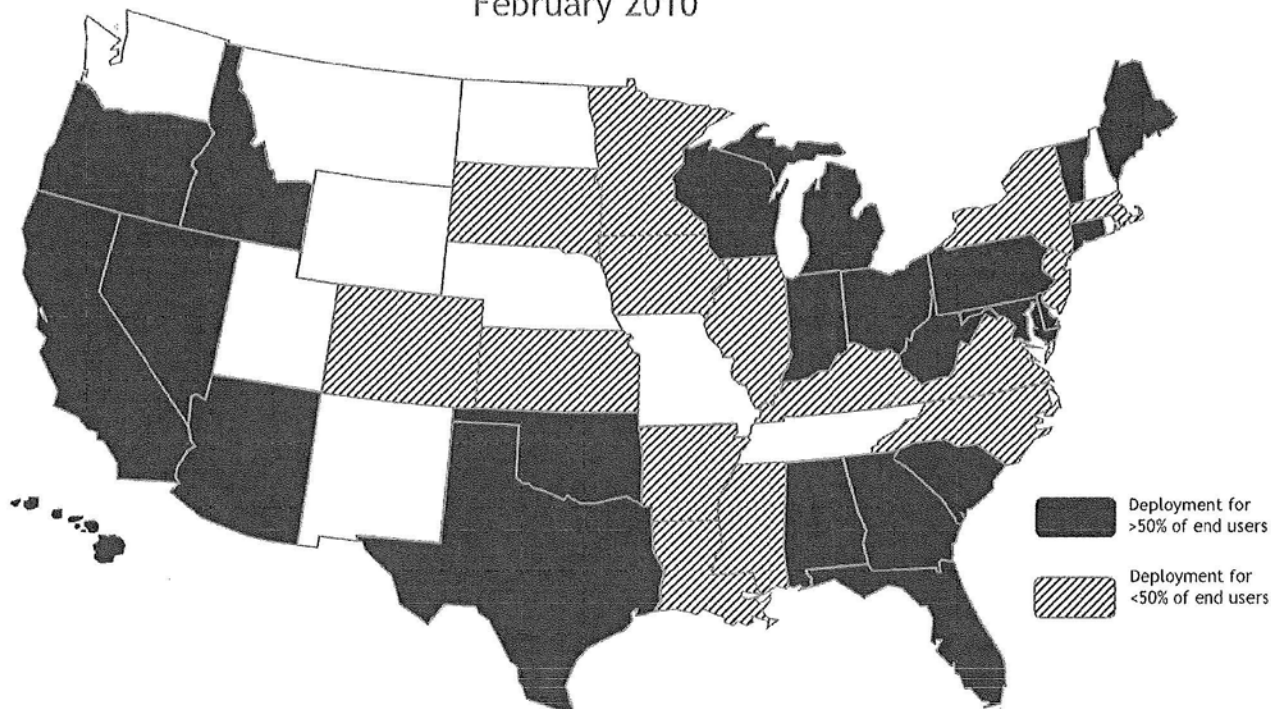 February 2010
Deployment for
>50% of end users
Deployment for
<50% of end users